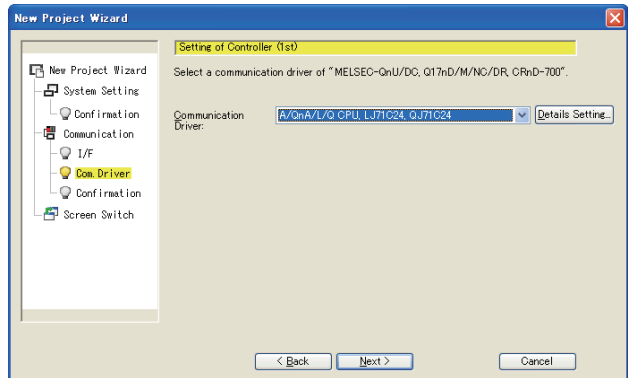 New Project Wizard
Setting of Controller (1st)
New Project Wizard
System Setting
Confirmation
Communication
I/F
Com. Driver
Confirmation
Screen Switch
Select a communication driver of "MELSEC-QnU/DC, Q17nD/M/NC/DR, CRnD-700".
Communication
Driver:
A/QnA/L/Q CPU, LJ71C24, QJ71C24
Details Setting...
< Back
Next >
Cancel